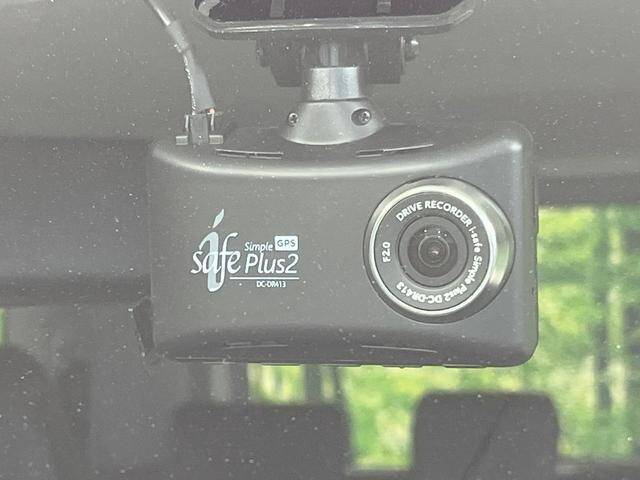 i safe
Simple GPS
Plus2
DC-DR413
DRIVE RECORDER i-safe Simple Plus2 DC-DR413
F2.0